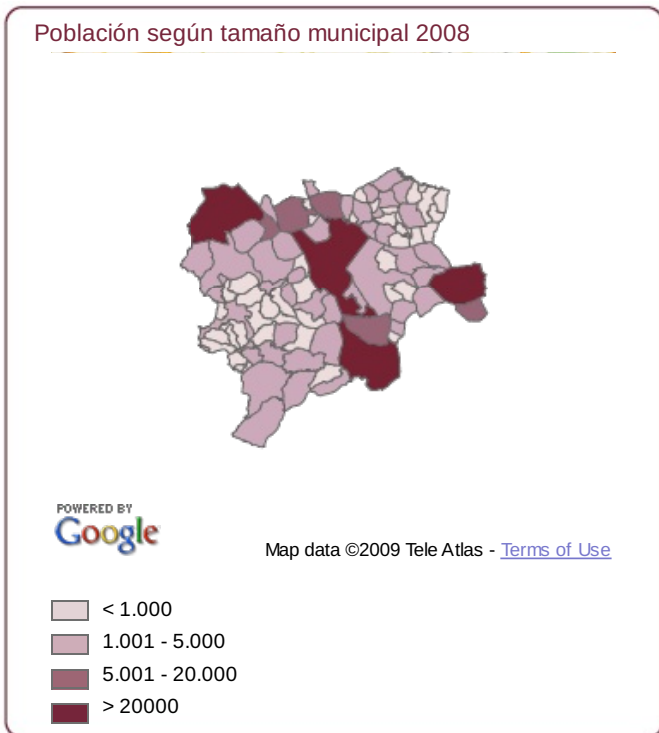 Población según tamaño municipal 2008
POWERED BY
Google
Map data ©2009 Tele Atlas - Terms of Use
< 1.000
1.001 - 5.000
5.001 - 20.000
> 20000